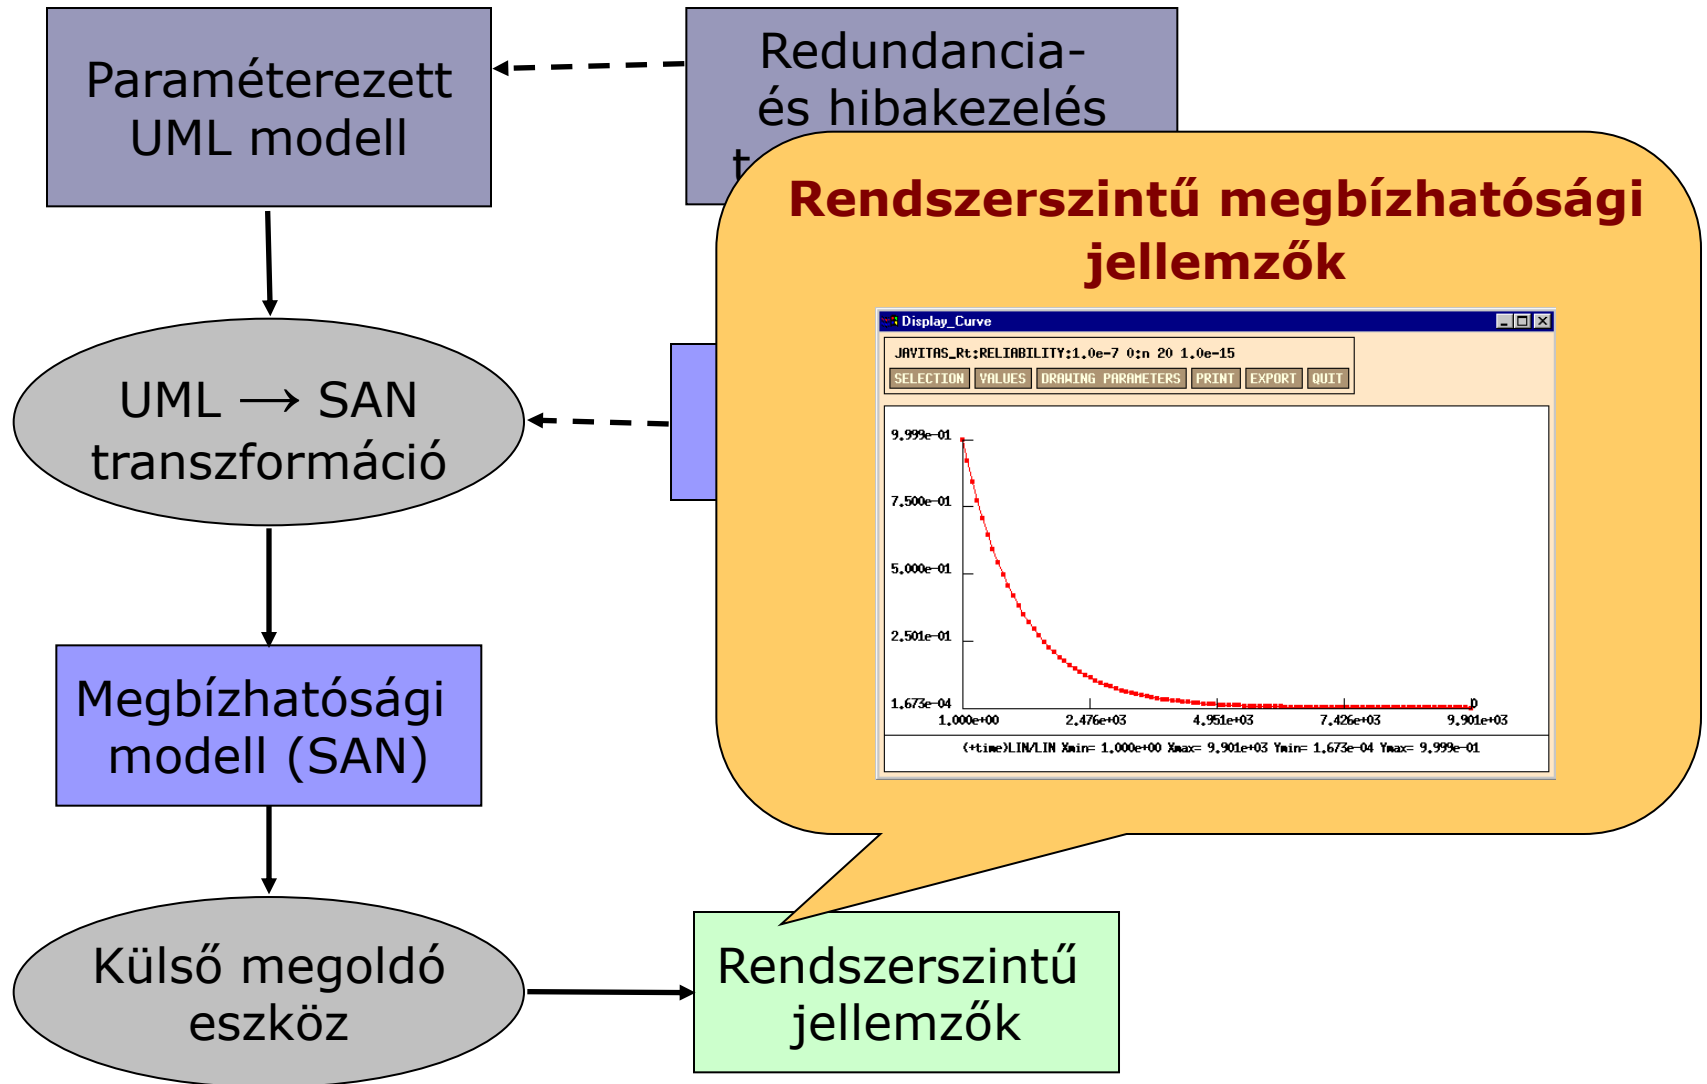 Paraméterezett
UML modell
Redundancia-
és hibakezelés
Rendszerszintű megbízhatósági
jellemzők
Display_Curve
JAVITAS_Rt:RELIABILITY:1.0e-7 0:n 20 1.0e-15
SELECTION VALUES DRAWING PARAMETERS PRINT EXPORT QUIT
9.999e-01
7.500e-01
5.000e-01
2.501e-01
1.673e-04
1.000e+00 2.476e+03 4.951e+03 7.426e+03 9.901e+03
(+time)LIN/LIN Xmin= 1.000e+00 Xmax= 9.901e+03 Ymin= 1.673e-04 Ymax= 9.999e-01
UML → SAN
transzformáció
Megbízhatósági
modell (SAN)
Külső megoldó
eszköz
Rendszerszintű
jellemzők